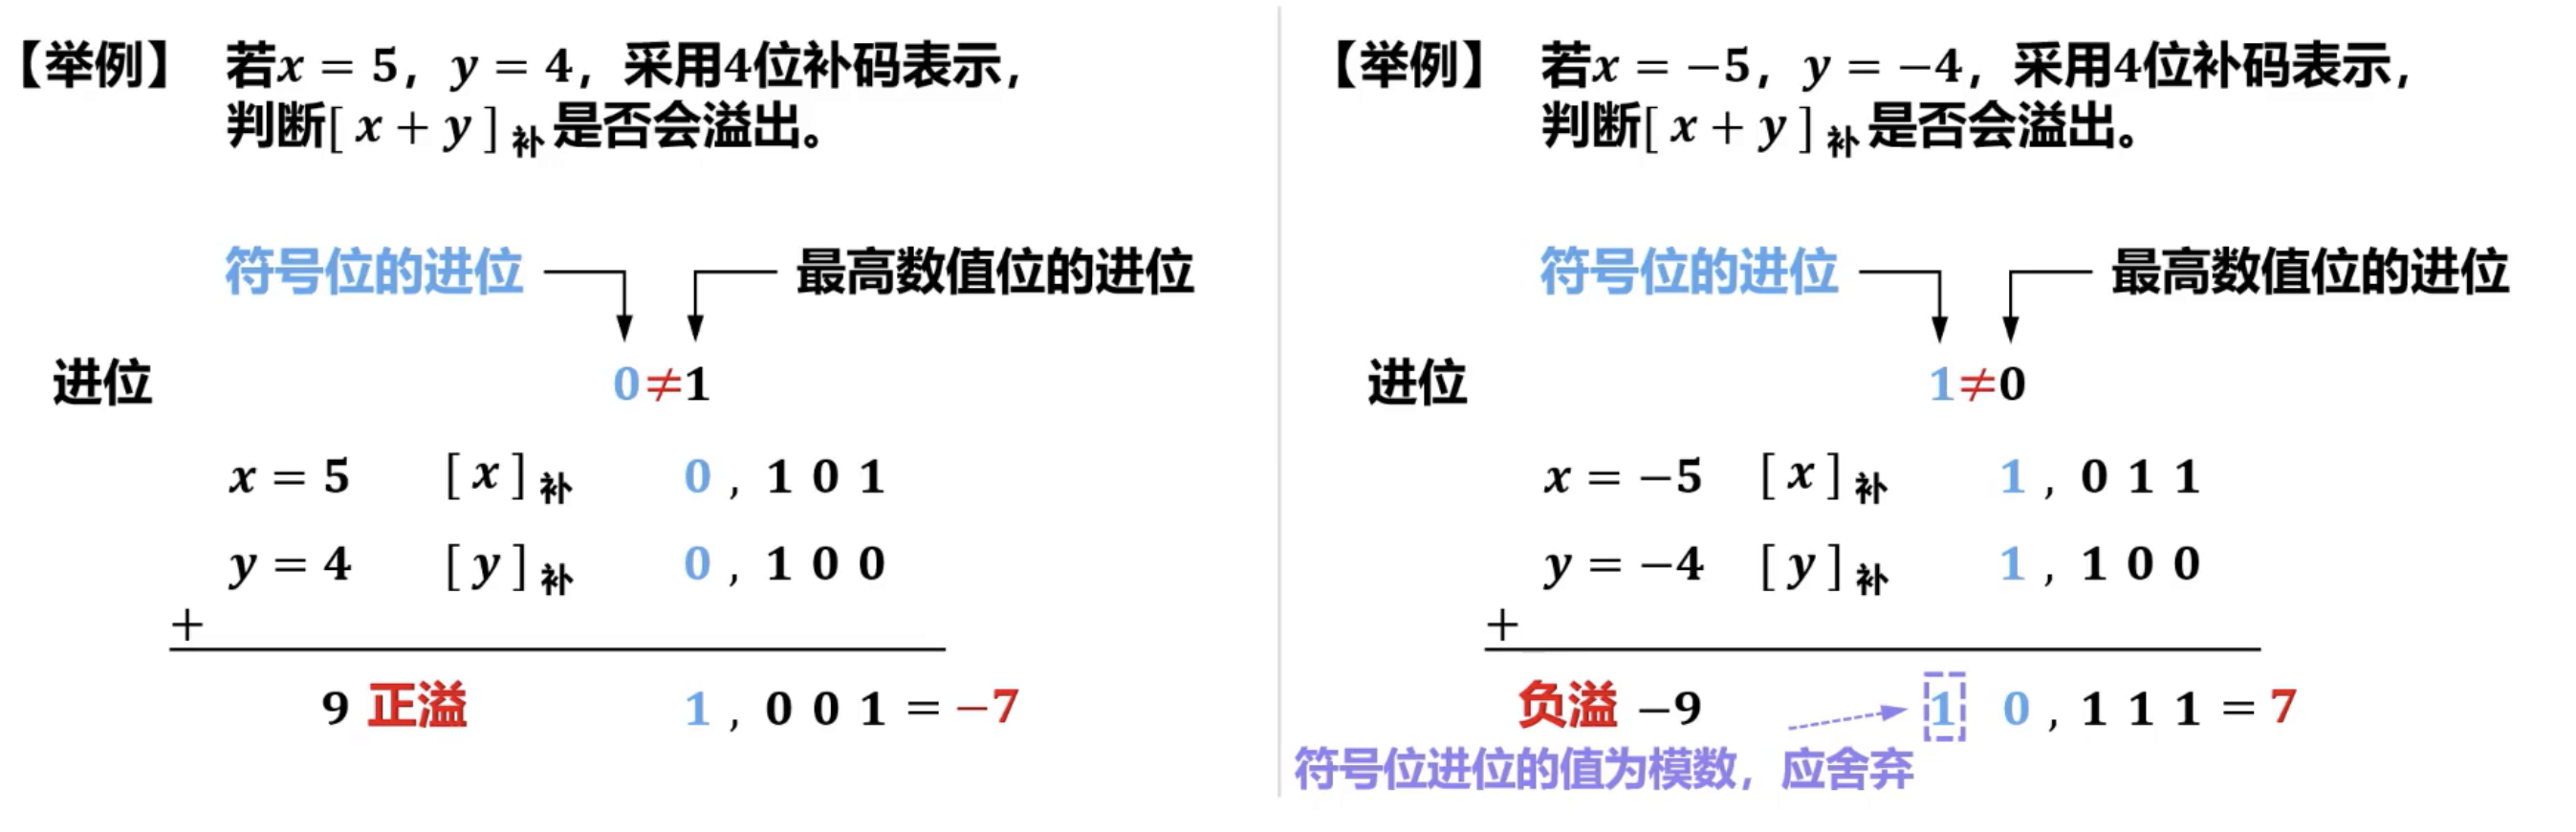 【举例】 若x = 5，y = 4，采用4位补码表示，
判断[ x + y ]补是否会溢出。
符号位的进位 最高数值位的进位
进位 0≠1
x = 5 [ x ]补 0 , 1 0 1
y = 4 [ y ]补 0 , 1 0 0
+
9 正溢 1 , 0 0 1 = −7
【举例】 若x = −5，y = −4，采用4位补码表示，
判断[ x + y ]补是否会溢出。
符号位的进位 最高数值位的进位
进位 1≠0
x = −5 [ x ]补 1 , 0 1 1
y = −4 [ y ]补 1 , 1 0 0
+
负溢 −9 1 0 , 1 1 1 = 7
符号位进位的值为模数，应舍弃